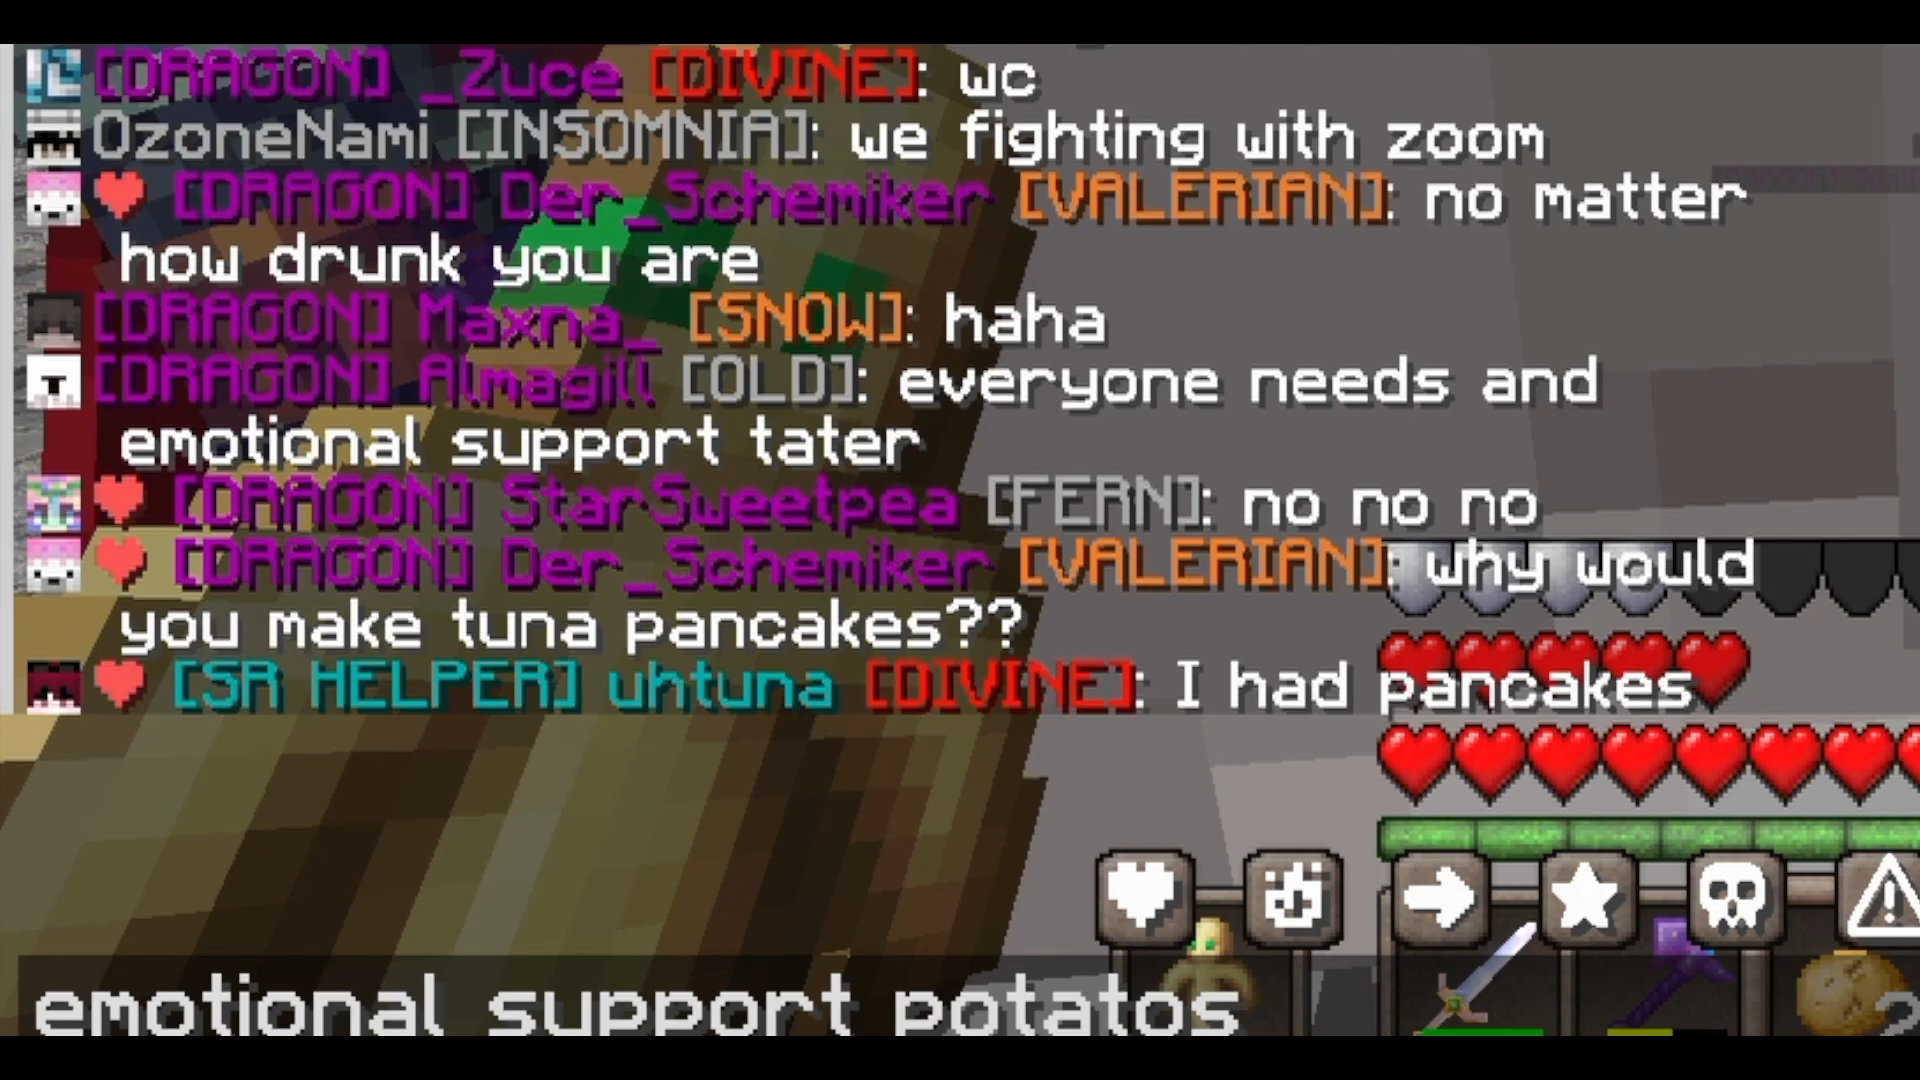 [DRAGON] _Zuce [DIVINE]: wc
OzoneNami [INSOMNIA]: we fighting with zoom
[DRAGON] Der_Schemiker [VALERIAN]: no matter
how drunk you are
[DRAGON] Maxna_ [SNOW]: haha
[DRAGON] Almagill [OLD]: everyone needs and
emotional support tater
[DRAGON] StarSweetpea [FERN]: no no no
[DRAGON] Der_Schemiker [VALERIAN]: why would
you make tuna pancakes??
[SR HELPER] uhtuna [DIVINE]: I had pancakes
emotional support potatos